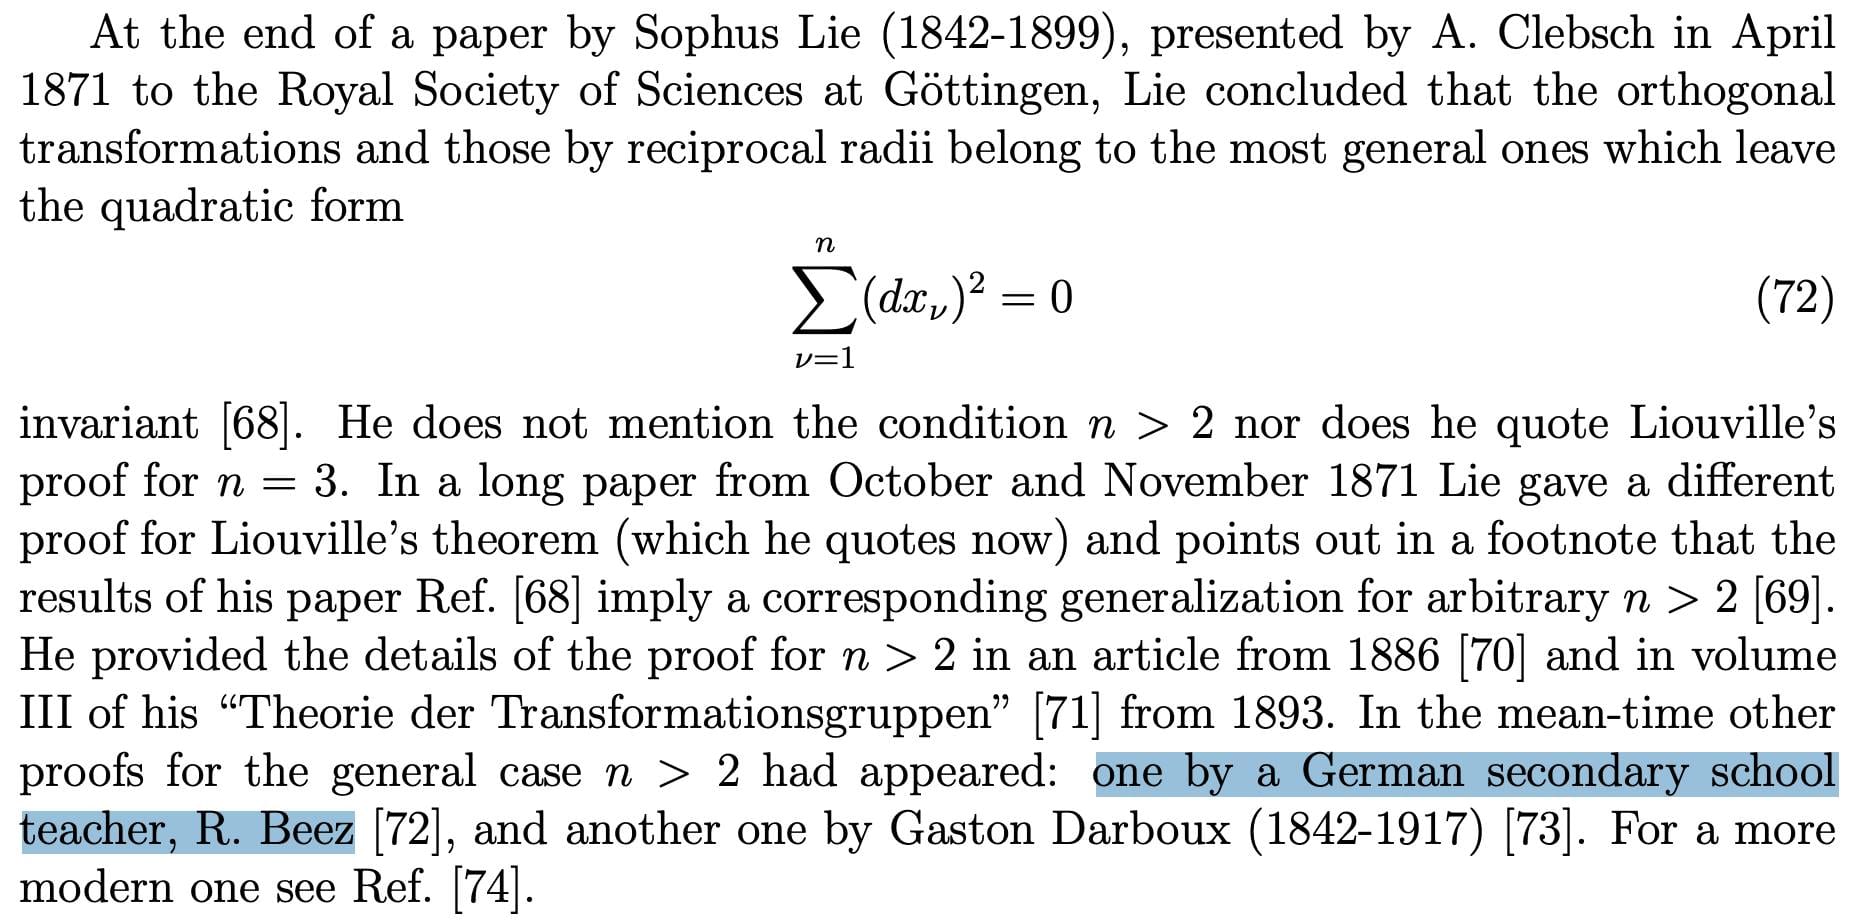 At the end of a paper by Sophus Lie (1842-1899), presented by A. Clebsch in April
1871 to the Royal Society of Sciences at Göttingen, Lie concluded that the orthogonal
transformations and those by reciprocal radii belong to the most general ones which leave
the quadratic form
n
∑(dxν)² = 0 (72)
ν=1
invariant [68]. He does not mention the condition n > 2 nor does he quote Liouville’s
proof for n = 3. In a long paper from October and November 1871 Lie gave a different
proof for Liouville’s theorem (which he quotes now) and points out in a footnote that the
results of his paper Ref. [68] imply a corresponding generalization for arbitrary n > 2 [69].
He provided the details of the proof for n > 2 in an article from 1886 [70] and in volume
III of his “Theorie der Transformationsgruppen” [71] from 1893. In the mean-time other
proofs for the general case n > 2 had appeared: one by a German secondary school
teacher, R. Beez [72], and another one by Gaston Darboux (1842-1917) [73]. For a more
modern one see Ref. [74].